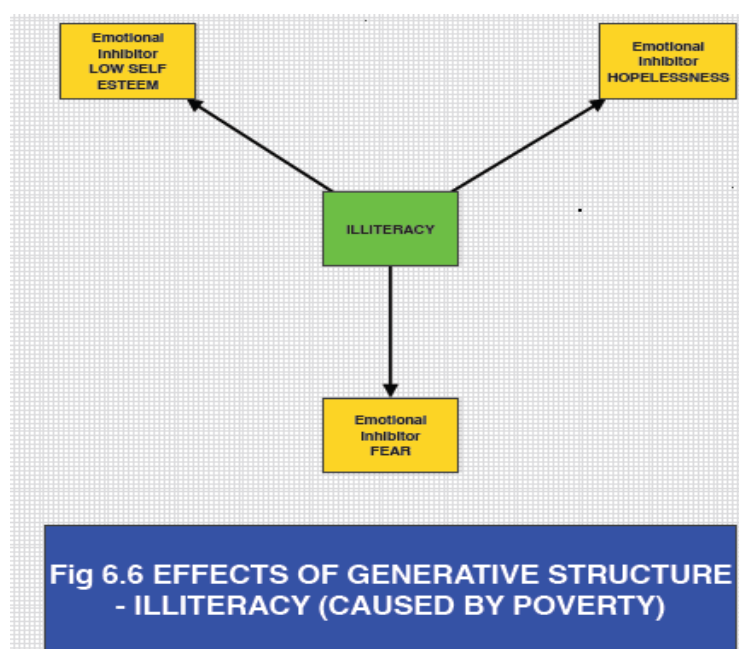 Emotional
Inhibitor
LOW SELF
ESTEEM
Emotional
Inhibitor
HOPELESSNESS
ILLITERACY
Emotional
Inhibitor
FEAR
Fig 6.6 EFFECTS OF GENERATIVE STRUCTURE
- ILLITERACY (CAUSED BY POVERTY)